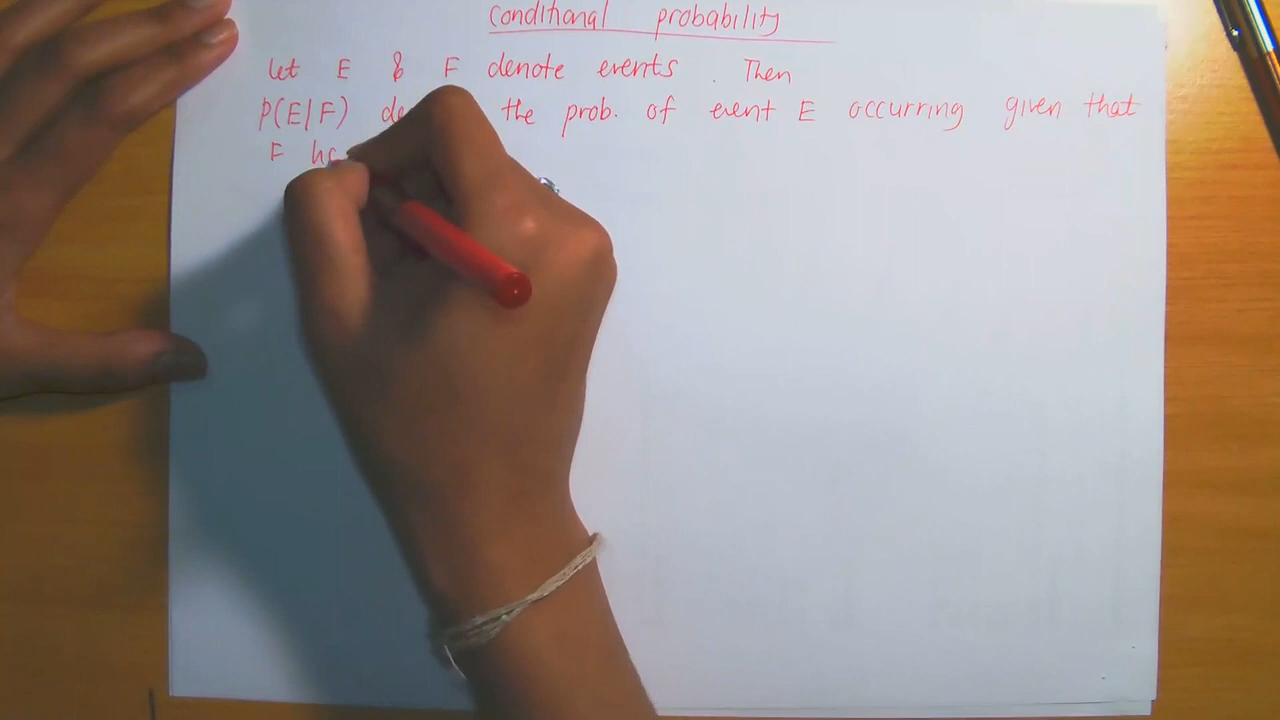 conditional probability
let E & F denote events . Then
P(E|F) the prob. of event E occurring given that
F